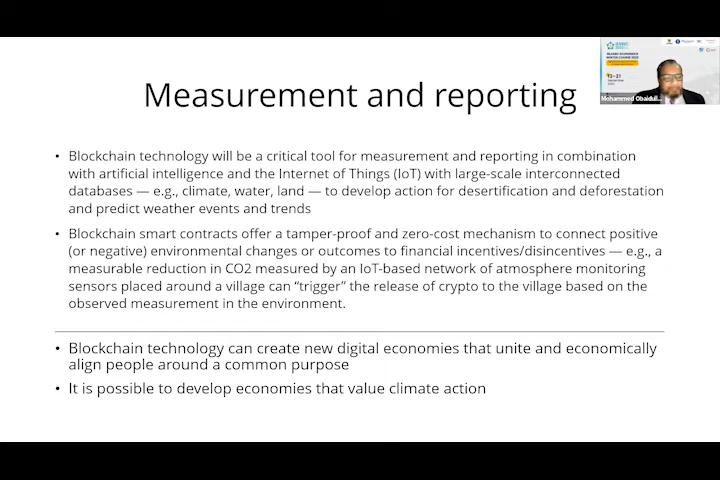 Measurement and reporting
• Blockchain technology will be a critical tool for measurement and reporting in combination
with artificial intelligence and the Internet of Things (IoT) with large-scale interconnected
databases — e.g., climate, water, land — to develop action for desertification and deforestation
and predict weather events and trends
• Blockchain smart contracts offer a tamper-proof and zero-cost mechanism to connect positive
(or negative) environmental changes or outcomes to financial incentives/disincentives — e.g., a
measurable reduction in CO2 measured by an IoT-based network of atmosphere monitoring
sensors placed around a village can “trigger” the release of crypto to the village based on the
observed measurement in the environment.
• Blockchain technology can create new digital economies that unite and economically
align people around a common purpose
• It is possible to develop economies that value climate action
Mohammed Obaidul...